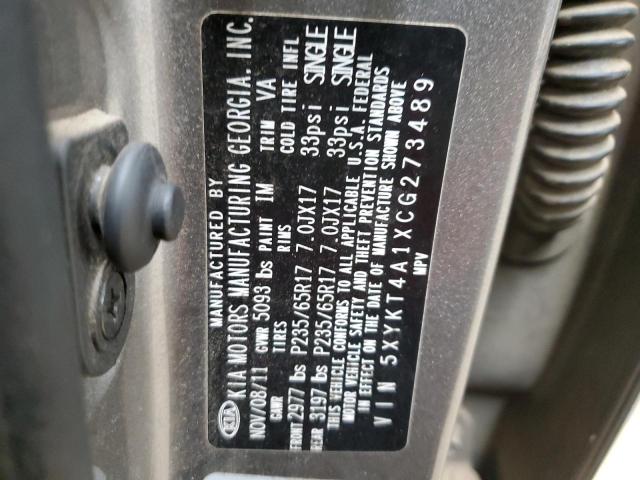 MANUFACTURED BY
KIA KIA MOTORS MANUFACTURING GEORGIA. INC.
NOV/08/11 GVWR 5093 lbs PAINT IM TRIM VA
GAWR TIRES RIMS COLD TIRE INFL
FRONT 2977 lbs P235/65R17 7.0JX17 33psi SINGLE
REAR 3197 lbs P235/65R17 7.0JX17 33psi SINGLE
THIS VEHICLE CONFORMS TO ALL APPLICABLE U.S.A. FEDERAL
MOTOR VEHICLE SAFETY AND THEFT PREVENTION STANDARDS
IN EFFECT ON THE DATE OF MANUFACTURE SHOWN ABOVE
VIN 5XYKT4A1XCG273489
MPV